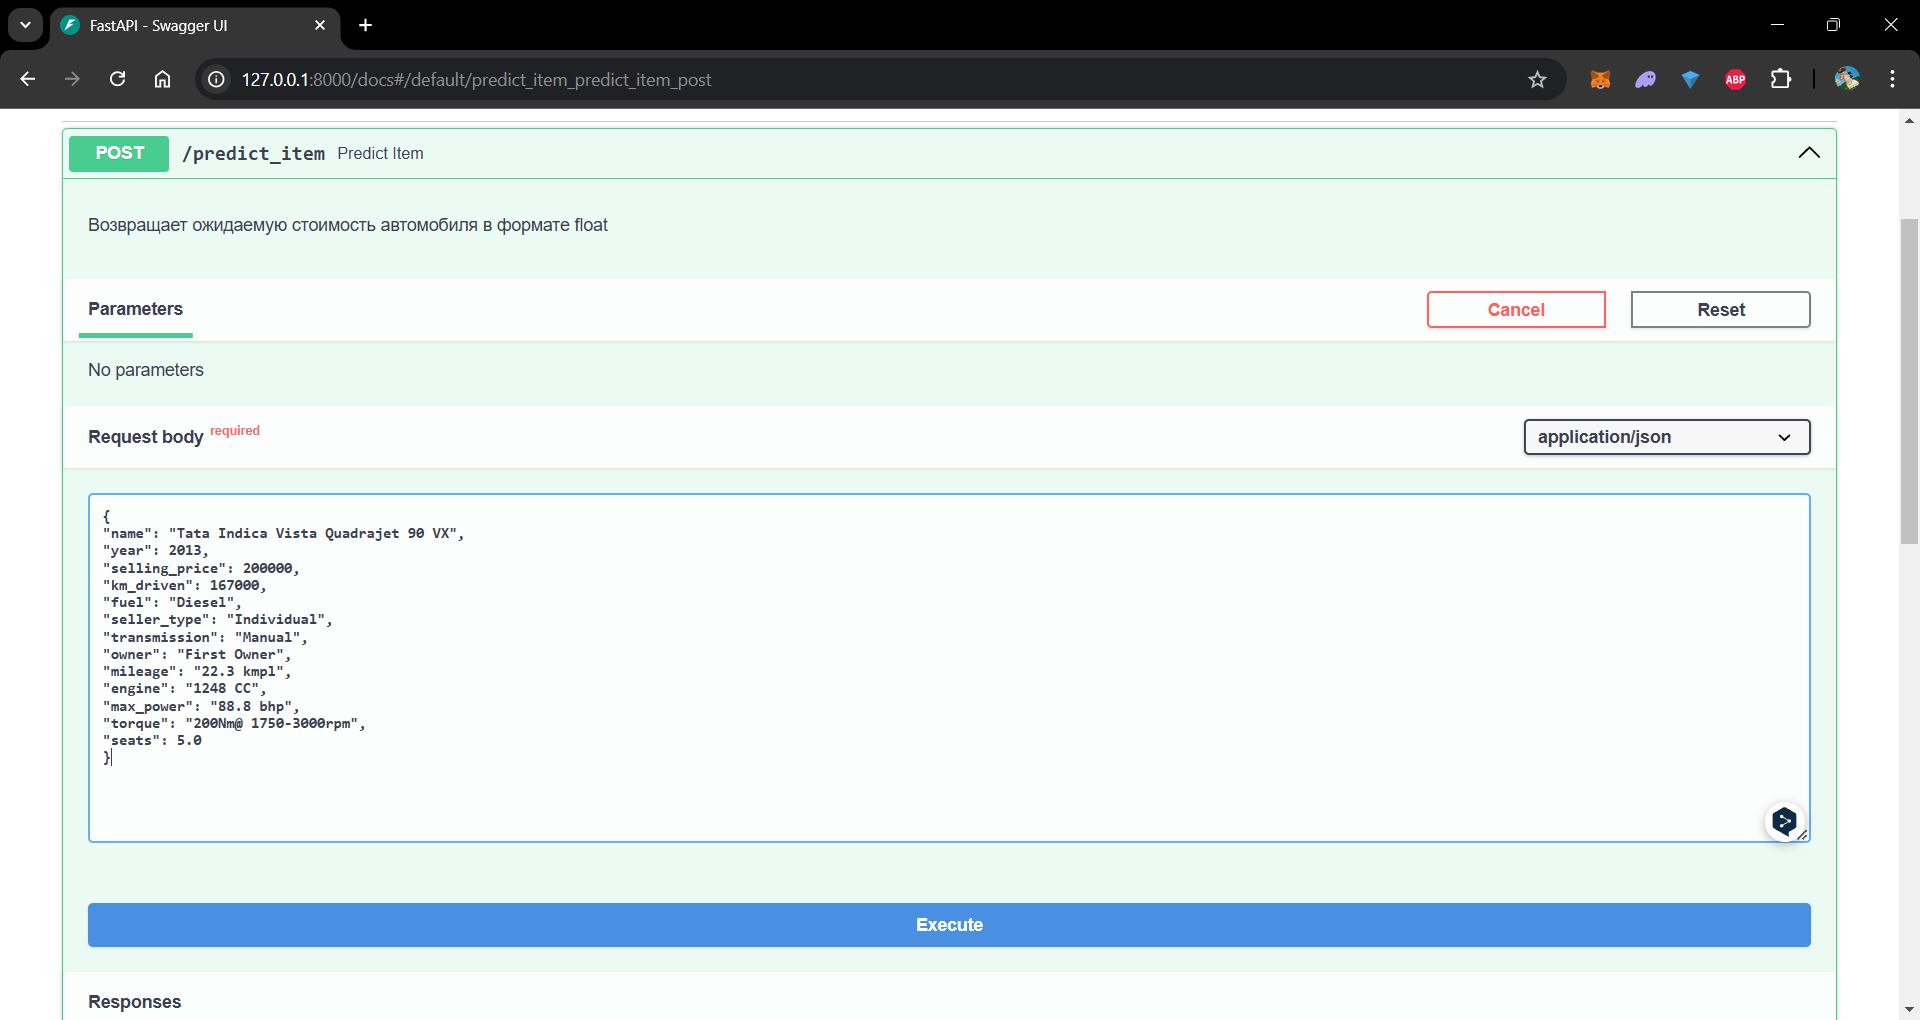 FastAPI - Swagger UI
127.0.0.1:8000/docs#/default/predict_item_predict_item_post
ABP
POST /predict_item Predict Item
Возвращает ожидаемую стоимость автомобиля в формате float
Parameters
Cancel
Reset
No parameters
Request body required
application/json
{
"name": "Tata Indica Vista Quadrajet 90 VX",
"year": 2013,
"selling_price": 200000,
"km_driven": 167000,
"fuel": "Diesel",
"seller_type": "Individual",
"transmission": "Manual",
"owner": "First Owner",
"mileage": "22.3 kmpl",
"engine": "1248 CC",
"max_power": "88.8 bhp",
"torque": "200Nm@ 1750-3000rpm",
"seats": 5.0
}
Execute
Responses